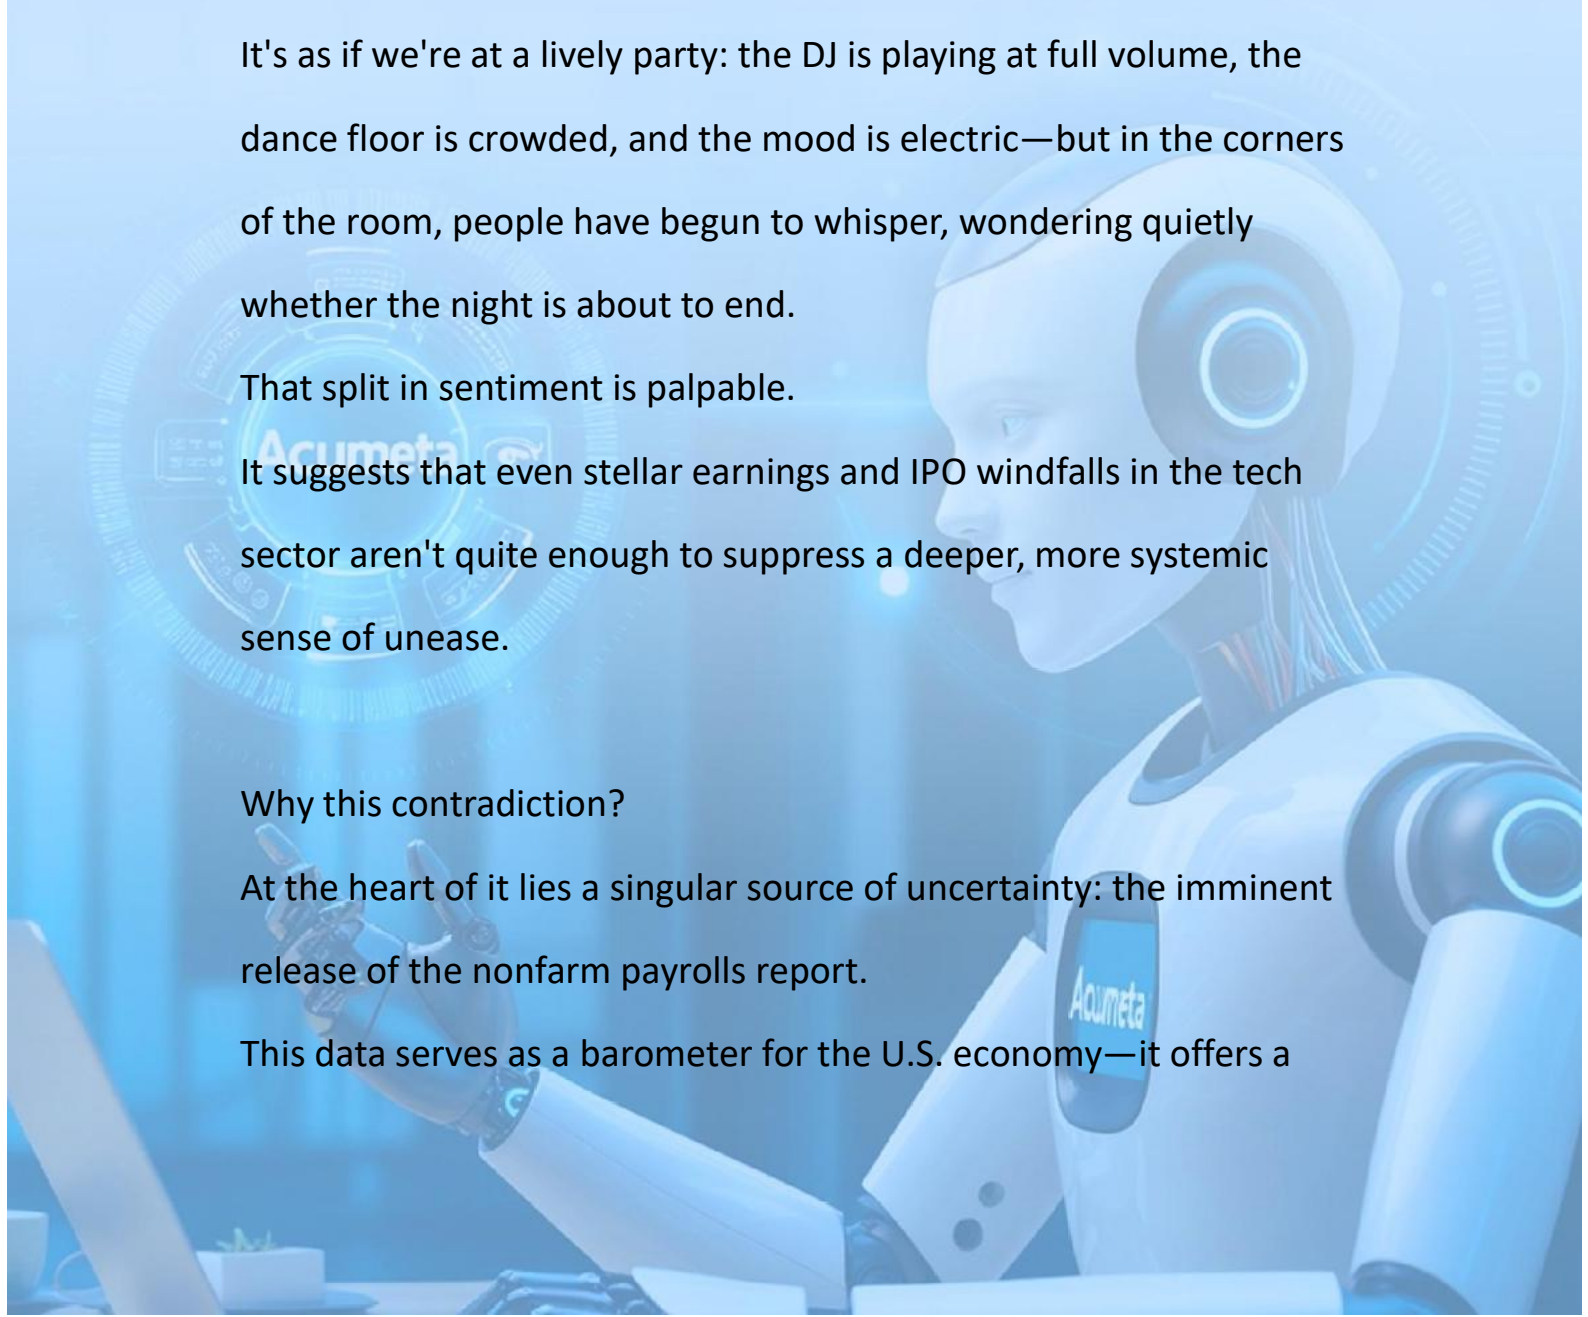 It's as if we're at a lively party: the DJ is playing at full volume, the
dance floor is crowded, and the mood is electric—but in the corners
of the room, people have begun to whisper, wondering quietly
whether the night is about to end.
That split in sentiment is palpable.
Acumeta
It suggests that even stellar earnings and IPO windfalls in the tech
sector aren't quite enough to suppress a deeper, more systemic
sense of unease.
Why this contradiction?
At the heart of it lies a singular source of uncertainty: the imminent
release of the nonfarm payrolls report.
Acumeta
This data serves as a barometer for the U.S. economy—it offers a